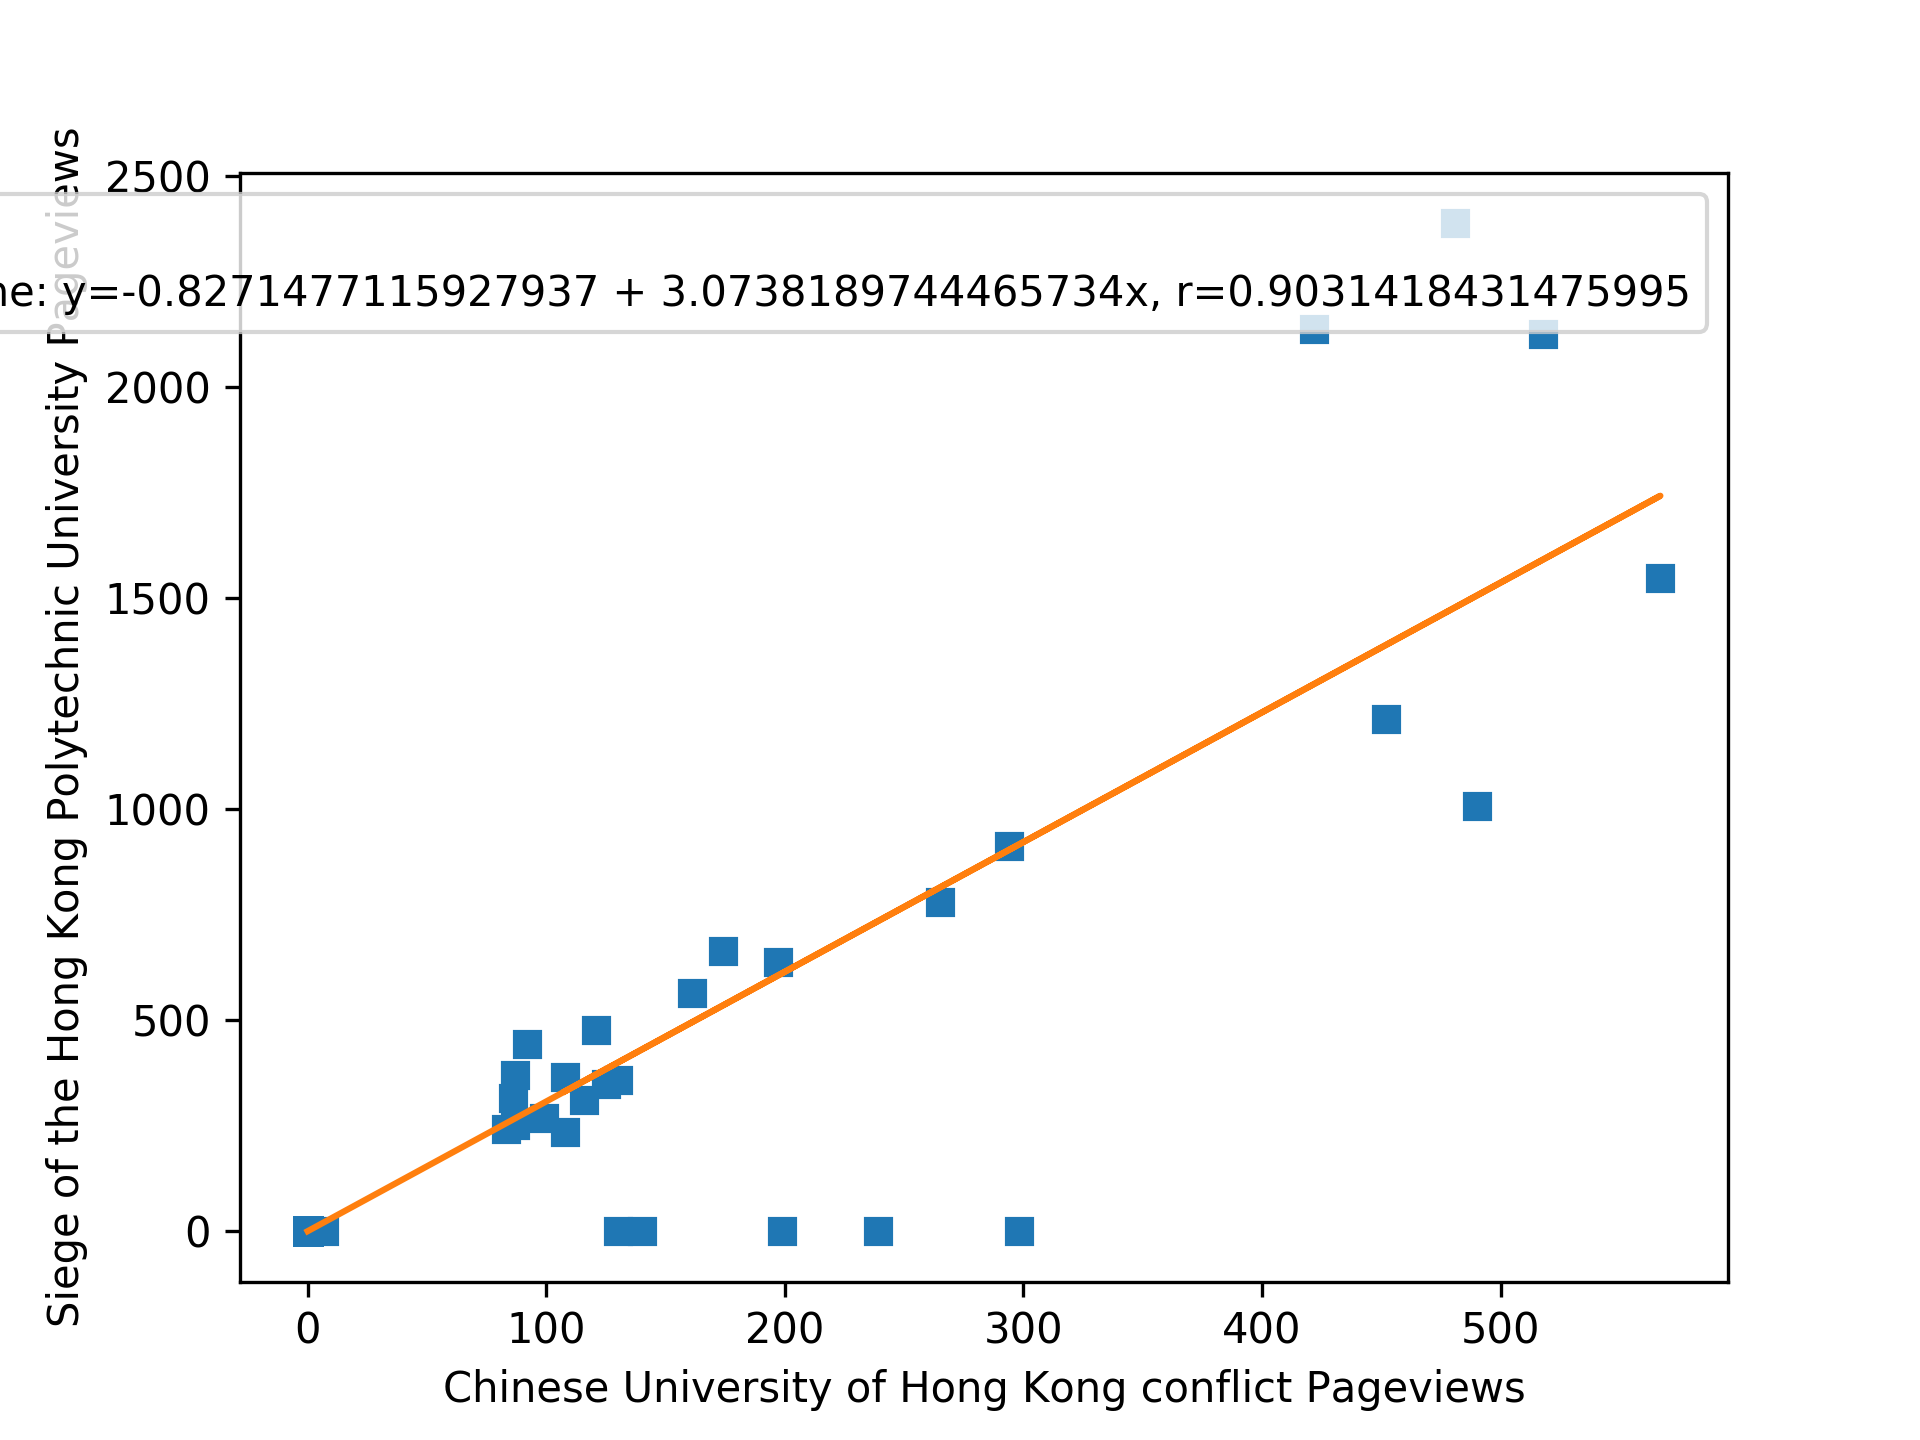 Siege of the Hong Kong Polytechnic University Pageviews
2500
2000
1500
1000
500
0
y=-0.8271477115927937 + 3.0738189744465734x, r=0.9031418431475995
0 100 200 300 400 500
Chinese University of Hong Kong conflict Pageviews